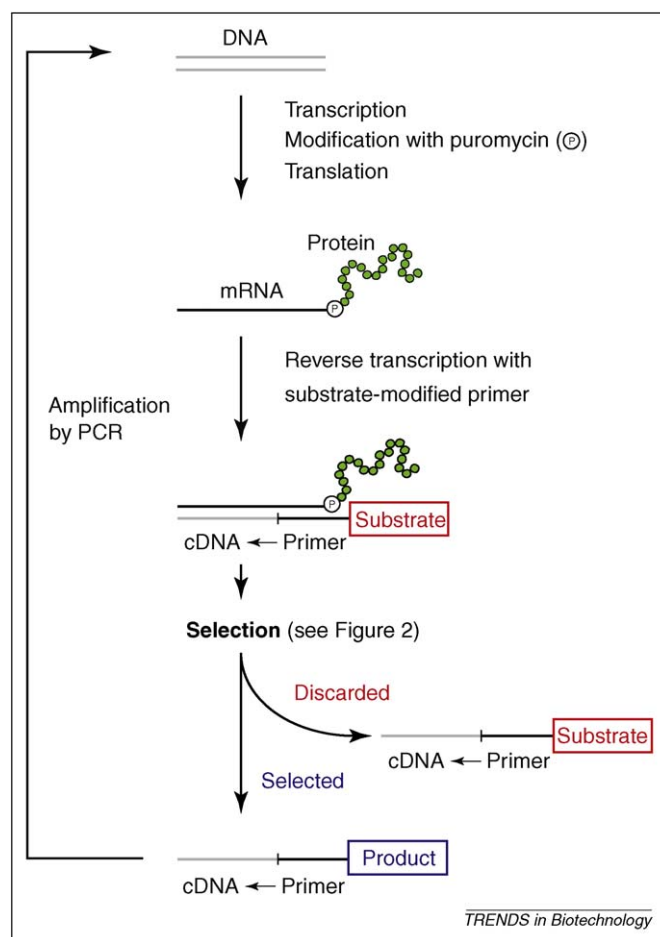 DNA
Transcription
Modification with puromycin (Ⓟ)
Translation
Protein
mRNA
P
Reverse transcription with
substrate-modified primer
Amplification
by PCR
P
Substrate
cDNA ← Primer
Selection (see Figure 2)
Discarded
Substrate
cDNA ← Primer
Selected
Product
cDNA ← Primer
TRENDS in Biotechnology